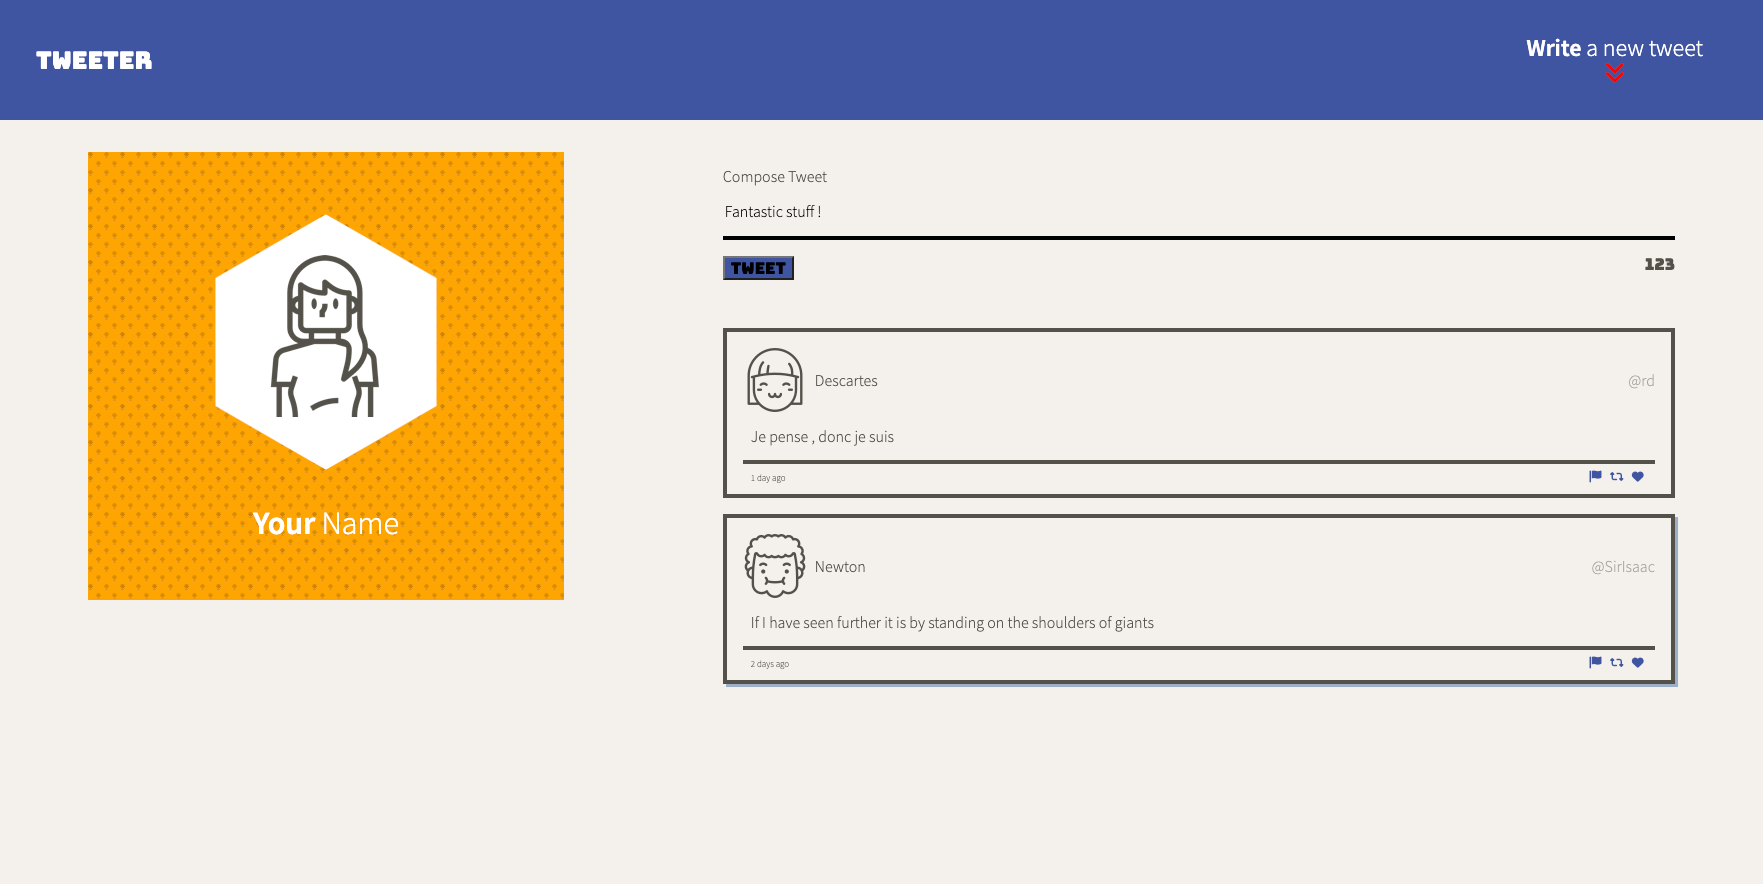 TWEETER
Write a new tweet
Your Name
Compose Tweet
Fantastic stuff !
TWEET
123
Descartes
@rd
Je pense , donc je suis
1 day ago
Newton
@SirIsaac
If I have seen further it is by standing on the shoulders of giants
2 days ago